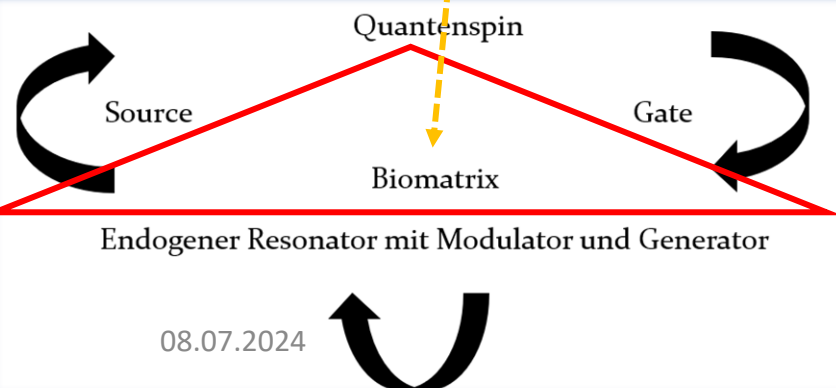 Quantenspin
Source
Gate
Biomatrix
Endogener Resonator mit Modulator und Generator
08.07.2024